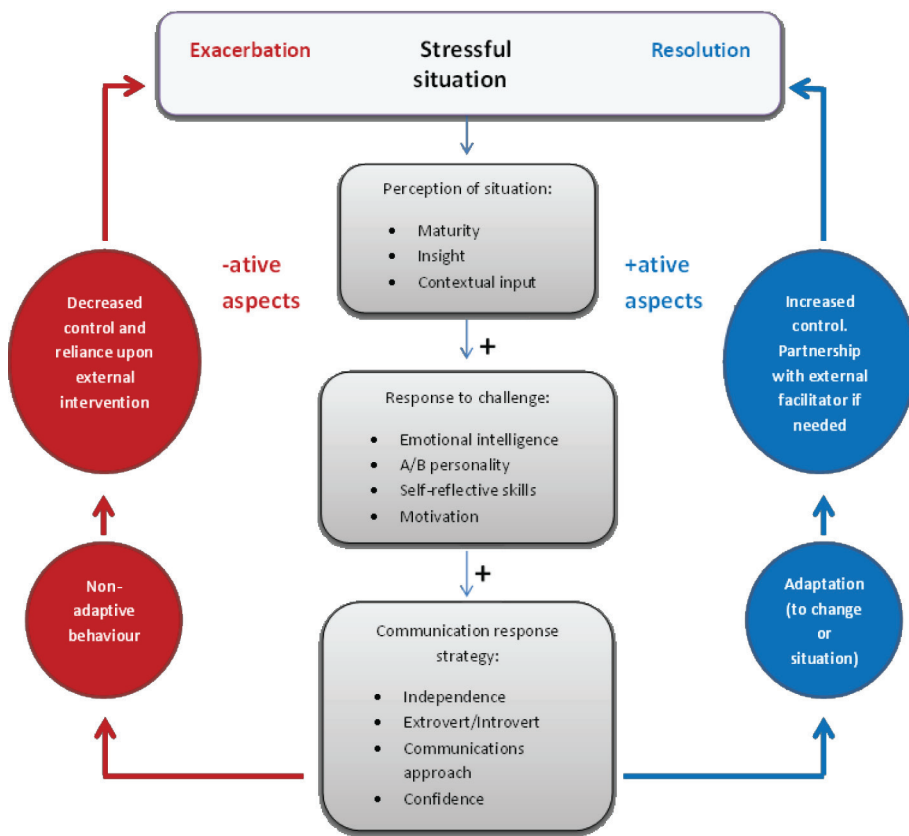 Exacerbation
Stressful
situation
Resolution
Perception of situation:
• Maturity
• Insight
• Contextual input
-ative
aspects
+ative
aspects
Decreased
control and
reliance upon
external
intervention
Increased
control.
Partnership
with external
facilitator if
needed
+
Response to challenge:
• Emotional intelligence
• A/B personality
• Self-reflective skills
• Motivation
+
Non-
adaptive
behaviour
Adaptation
(to change
or
situation)
Communication response
strategy:
• Independence
• Extrovert/Introvert
• Communications
approach
• Confidence